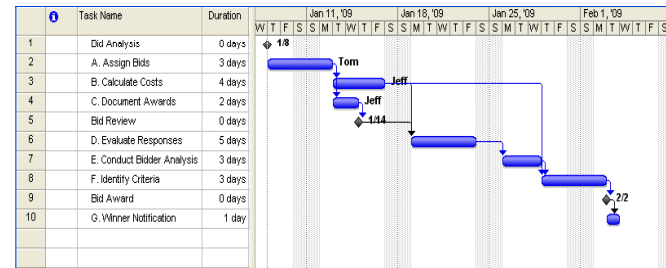 Task Name Duration Jan 11, '09 Jan 18, '09 Jan 25, '09 Feb 1, '09
W T F S S M T W T F S S M T W T F S S M T W T F S S M T W T F S
1 Bid Analysis 0 days 1/8
2 A. Assign Bids 3 days Tom
3 B. Calculate Costs 4 days Jeff
4 C. Document Awards 2 days Jeff
5 Bid Review 0 days 1/14
6 D. Evaluate Responses 5 days
7 E. Conduct Bidder Analysis 3 days
8 F. Identify Criteria 3 days
9 Bid Award 0 days 2/2
10 G. Winner Notification 1 day